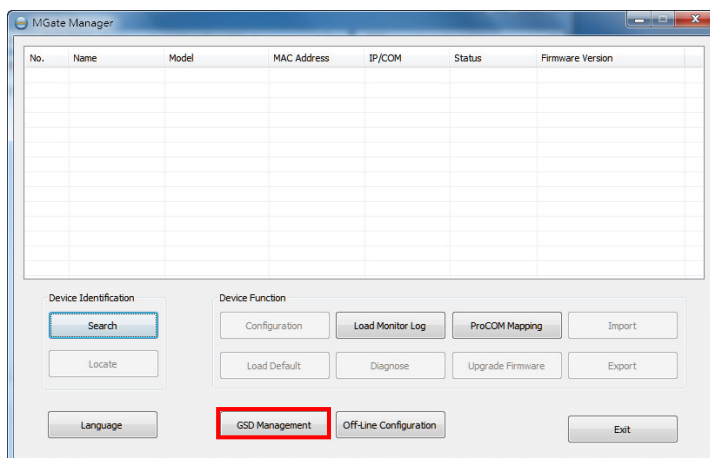 MGate Manager
No. Name Model MAC Address IP/COM Status Firmware Version
Device Identification Device Function
Search Configuration Load Monitor Log ProCOM Mapping Import
Locate Load Default Diagnose Upgrade Firmware Export
Language GSD Management Off-Line Configuration Exit